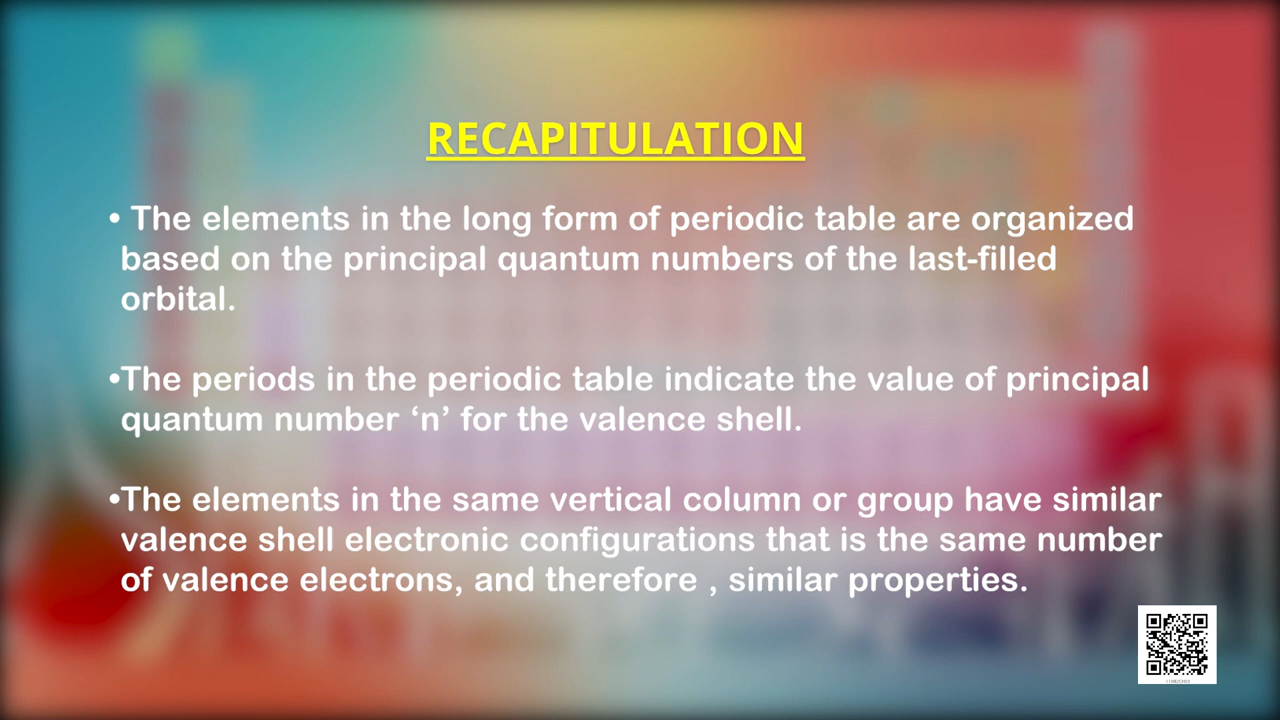 RECAPITULATION
• The elements in the long form of periodic table are organized
based on the principal quantum numbers of the last-filled
orbital.
•The periods in the periodic table indicate the value of principal
quantum number ‘n’ for the valence shell.
•The elements in the same vertical column or group have similar
valence shell electronic configurations that is the same number
of valence electrons, and therefore , similar properties.